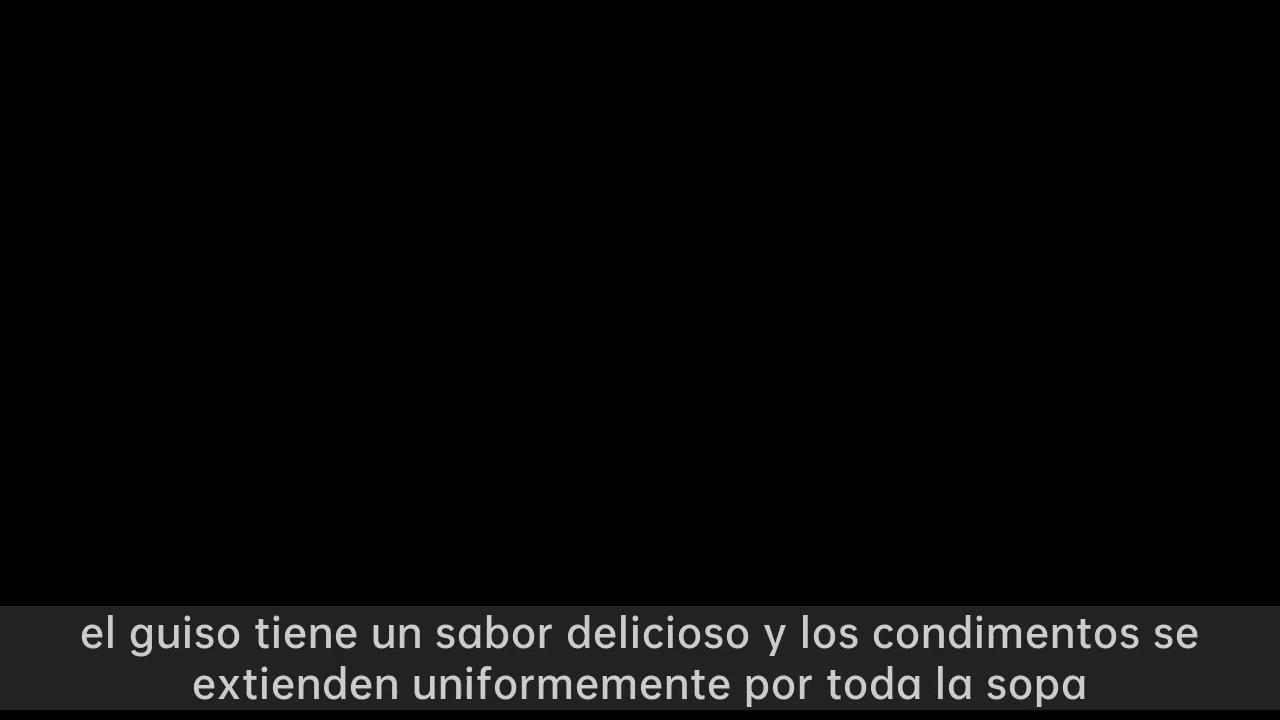 el guiso tiene un sabor delicioso y los condimentos se
extienden uniformemente por toda la sopa